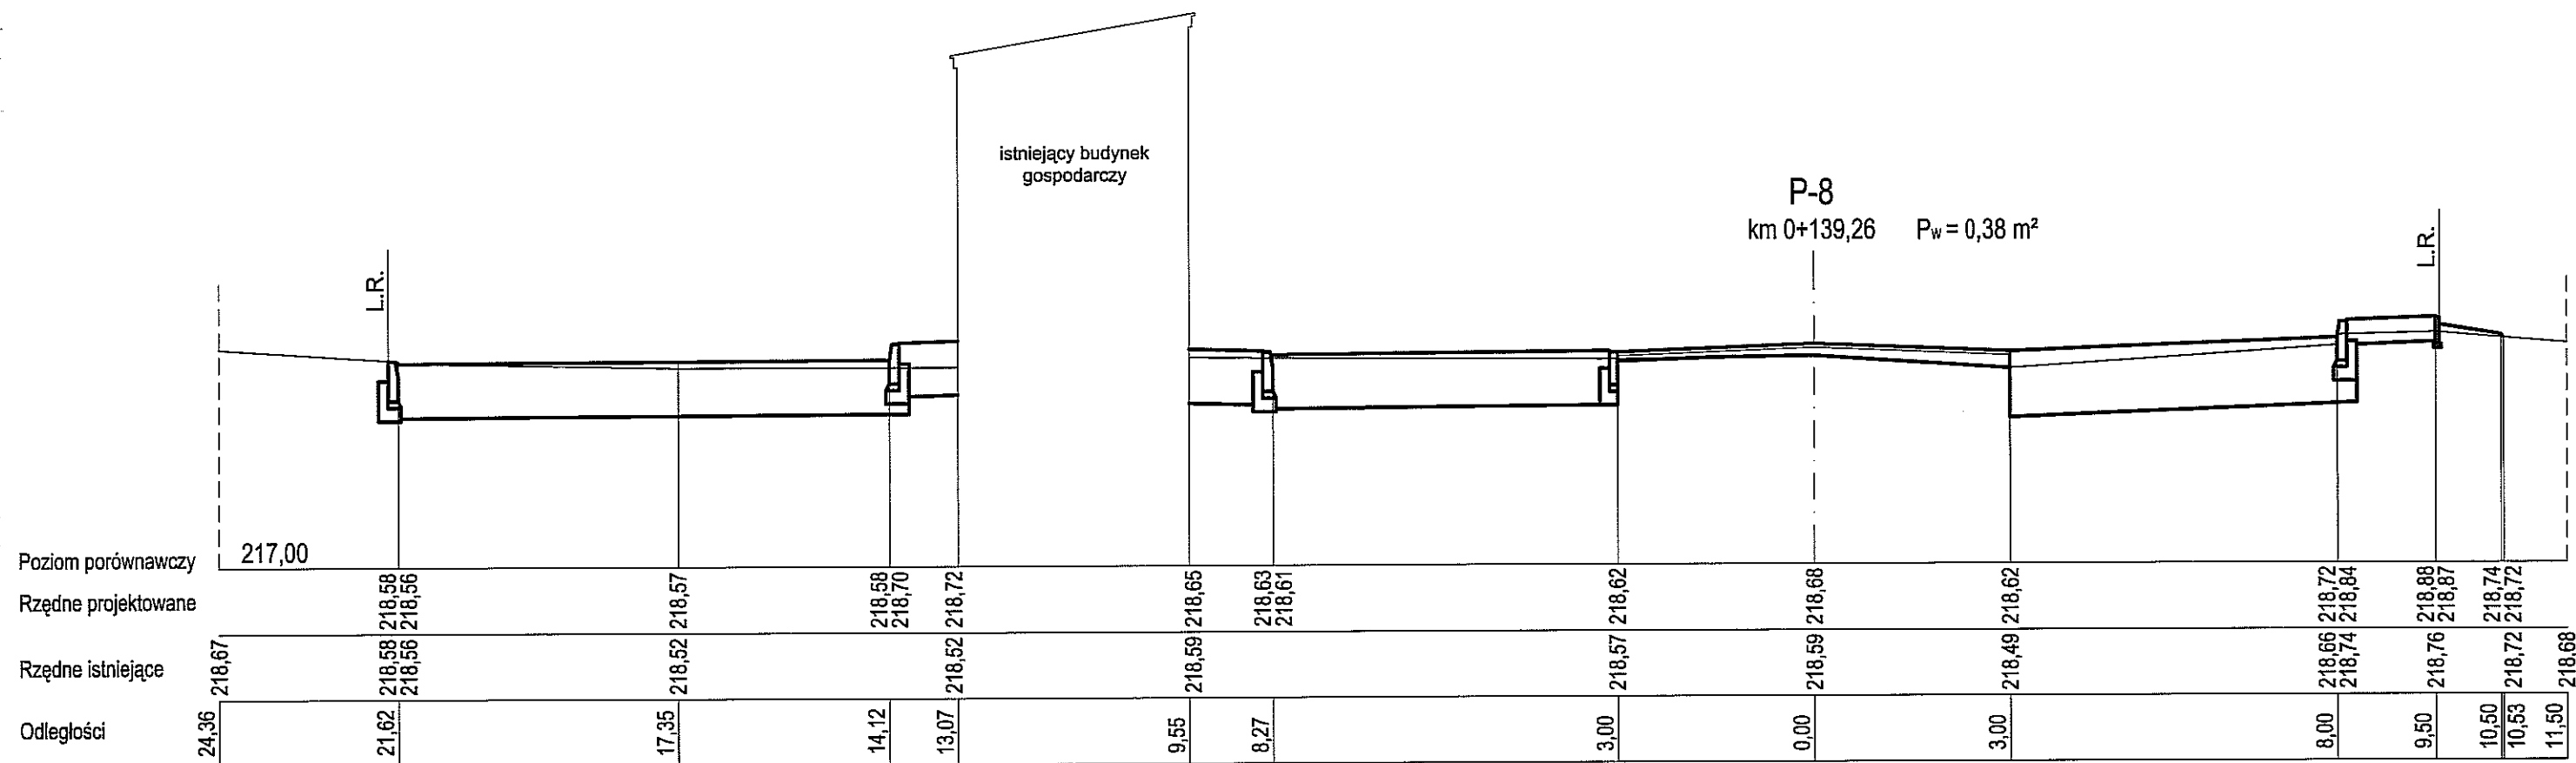 istniejący budynek
gospodarczy
P-8
km 0+139,26 Pw = 0,38 m²
L.R.
L.R.
Poziom porównawczy 217,00
Rzędne projektowane 218,58 218,56 218,57 218,58 218,70 218,72 218,65 218,63 218,61 218,62 218,68 218,62 218,72 218,84 218,88 218,87 218,74 218,72
Rzędne istniejące 218,67 218,58 218,56 218,52 218,52 218,59 218,57 218,59 218,49 218,66 218,74 218,76 218,72 218,68
Odległości 24,36 21,62 17,35 14,12 13,07 9,55 8,27 3,00 0,00 3,00 8,00 9,50 10,50 10,53 11,50